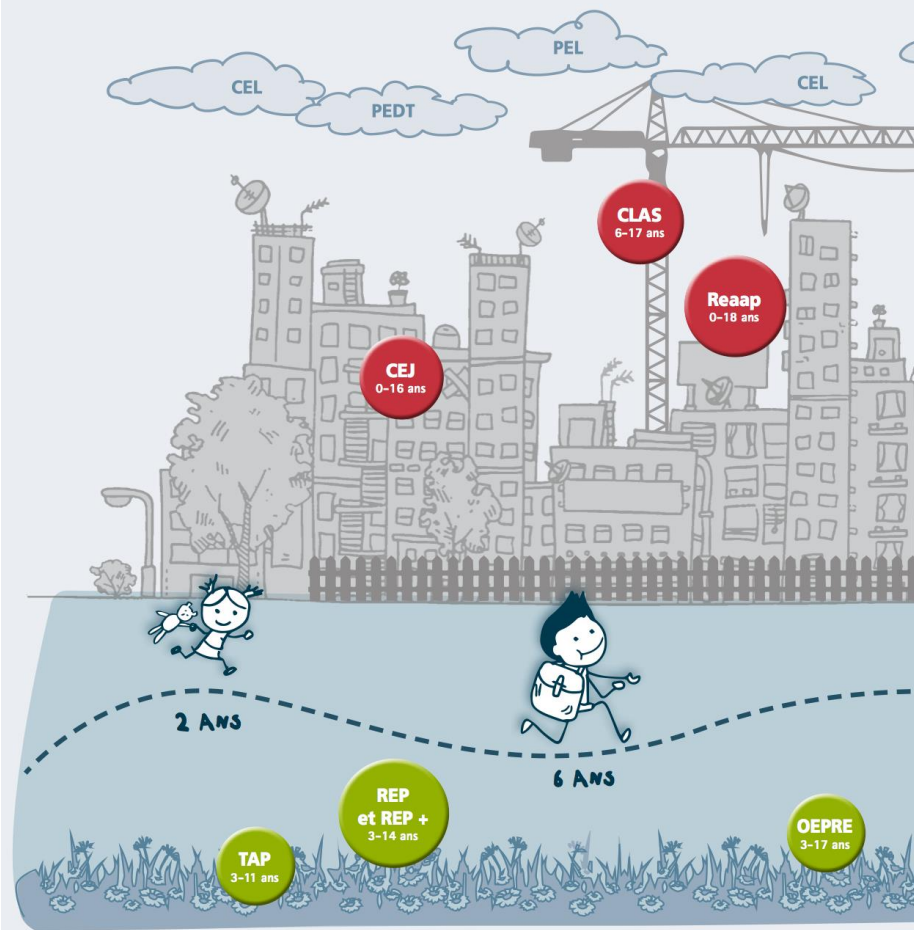 PEL
CEL
CEL
PEDT
CLAS
6–17 ans
Reaap
0–18 ans
CEJ
0–16 ans
2 ANS
6 ANS
REP
et REP +
3–14 ans
OEPRE
3–17 ans
TAP
3–11 ans